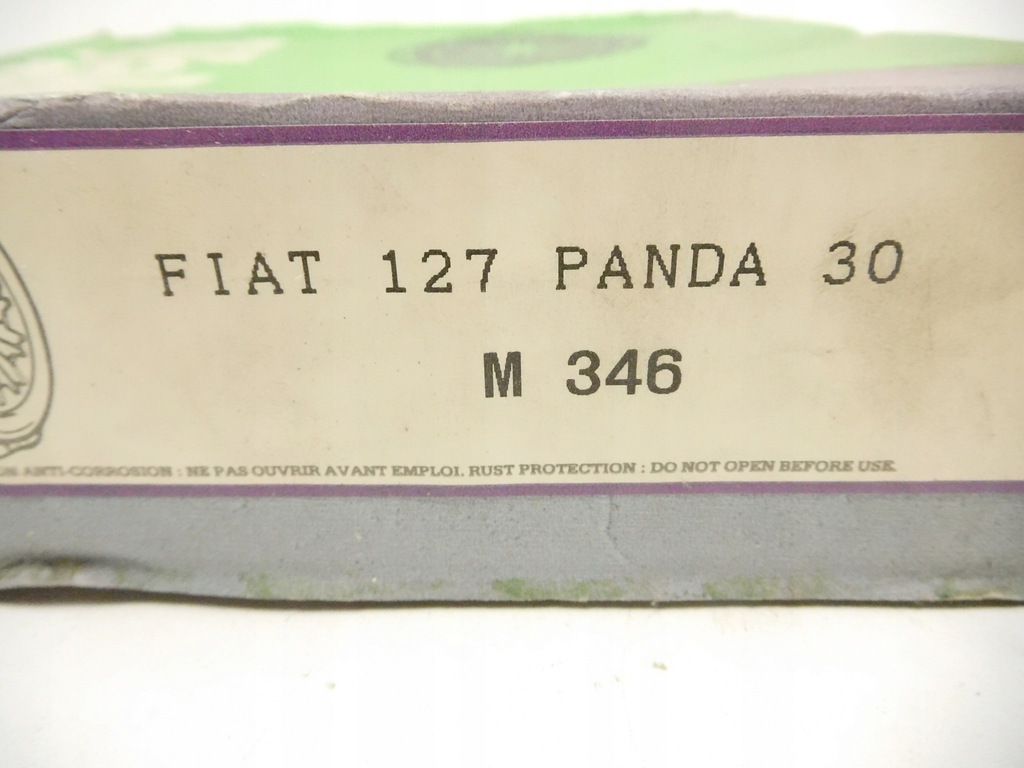 FIAT 127 PANDA 30
M 346
ANTI-CORROSION : NE PAS OUVRIR AVANT EMPLOI. RUST PROTECTION : DO NOT OPEN BEFORE USE.